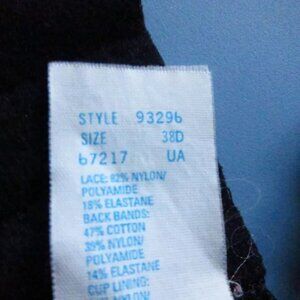 STYLE 93296
SIZE 38D
67217 UA
LACE: 82% NYLON/
POLYAMIDE
18% ELASTANE
BACK BANDS:
47% COTTON
39% NYLON/
POLYAMIDE
14% ELASTANE
CUP LINING:
NYLON/